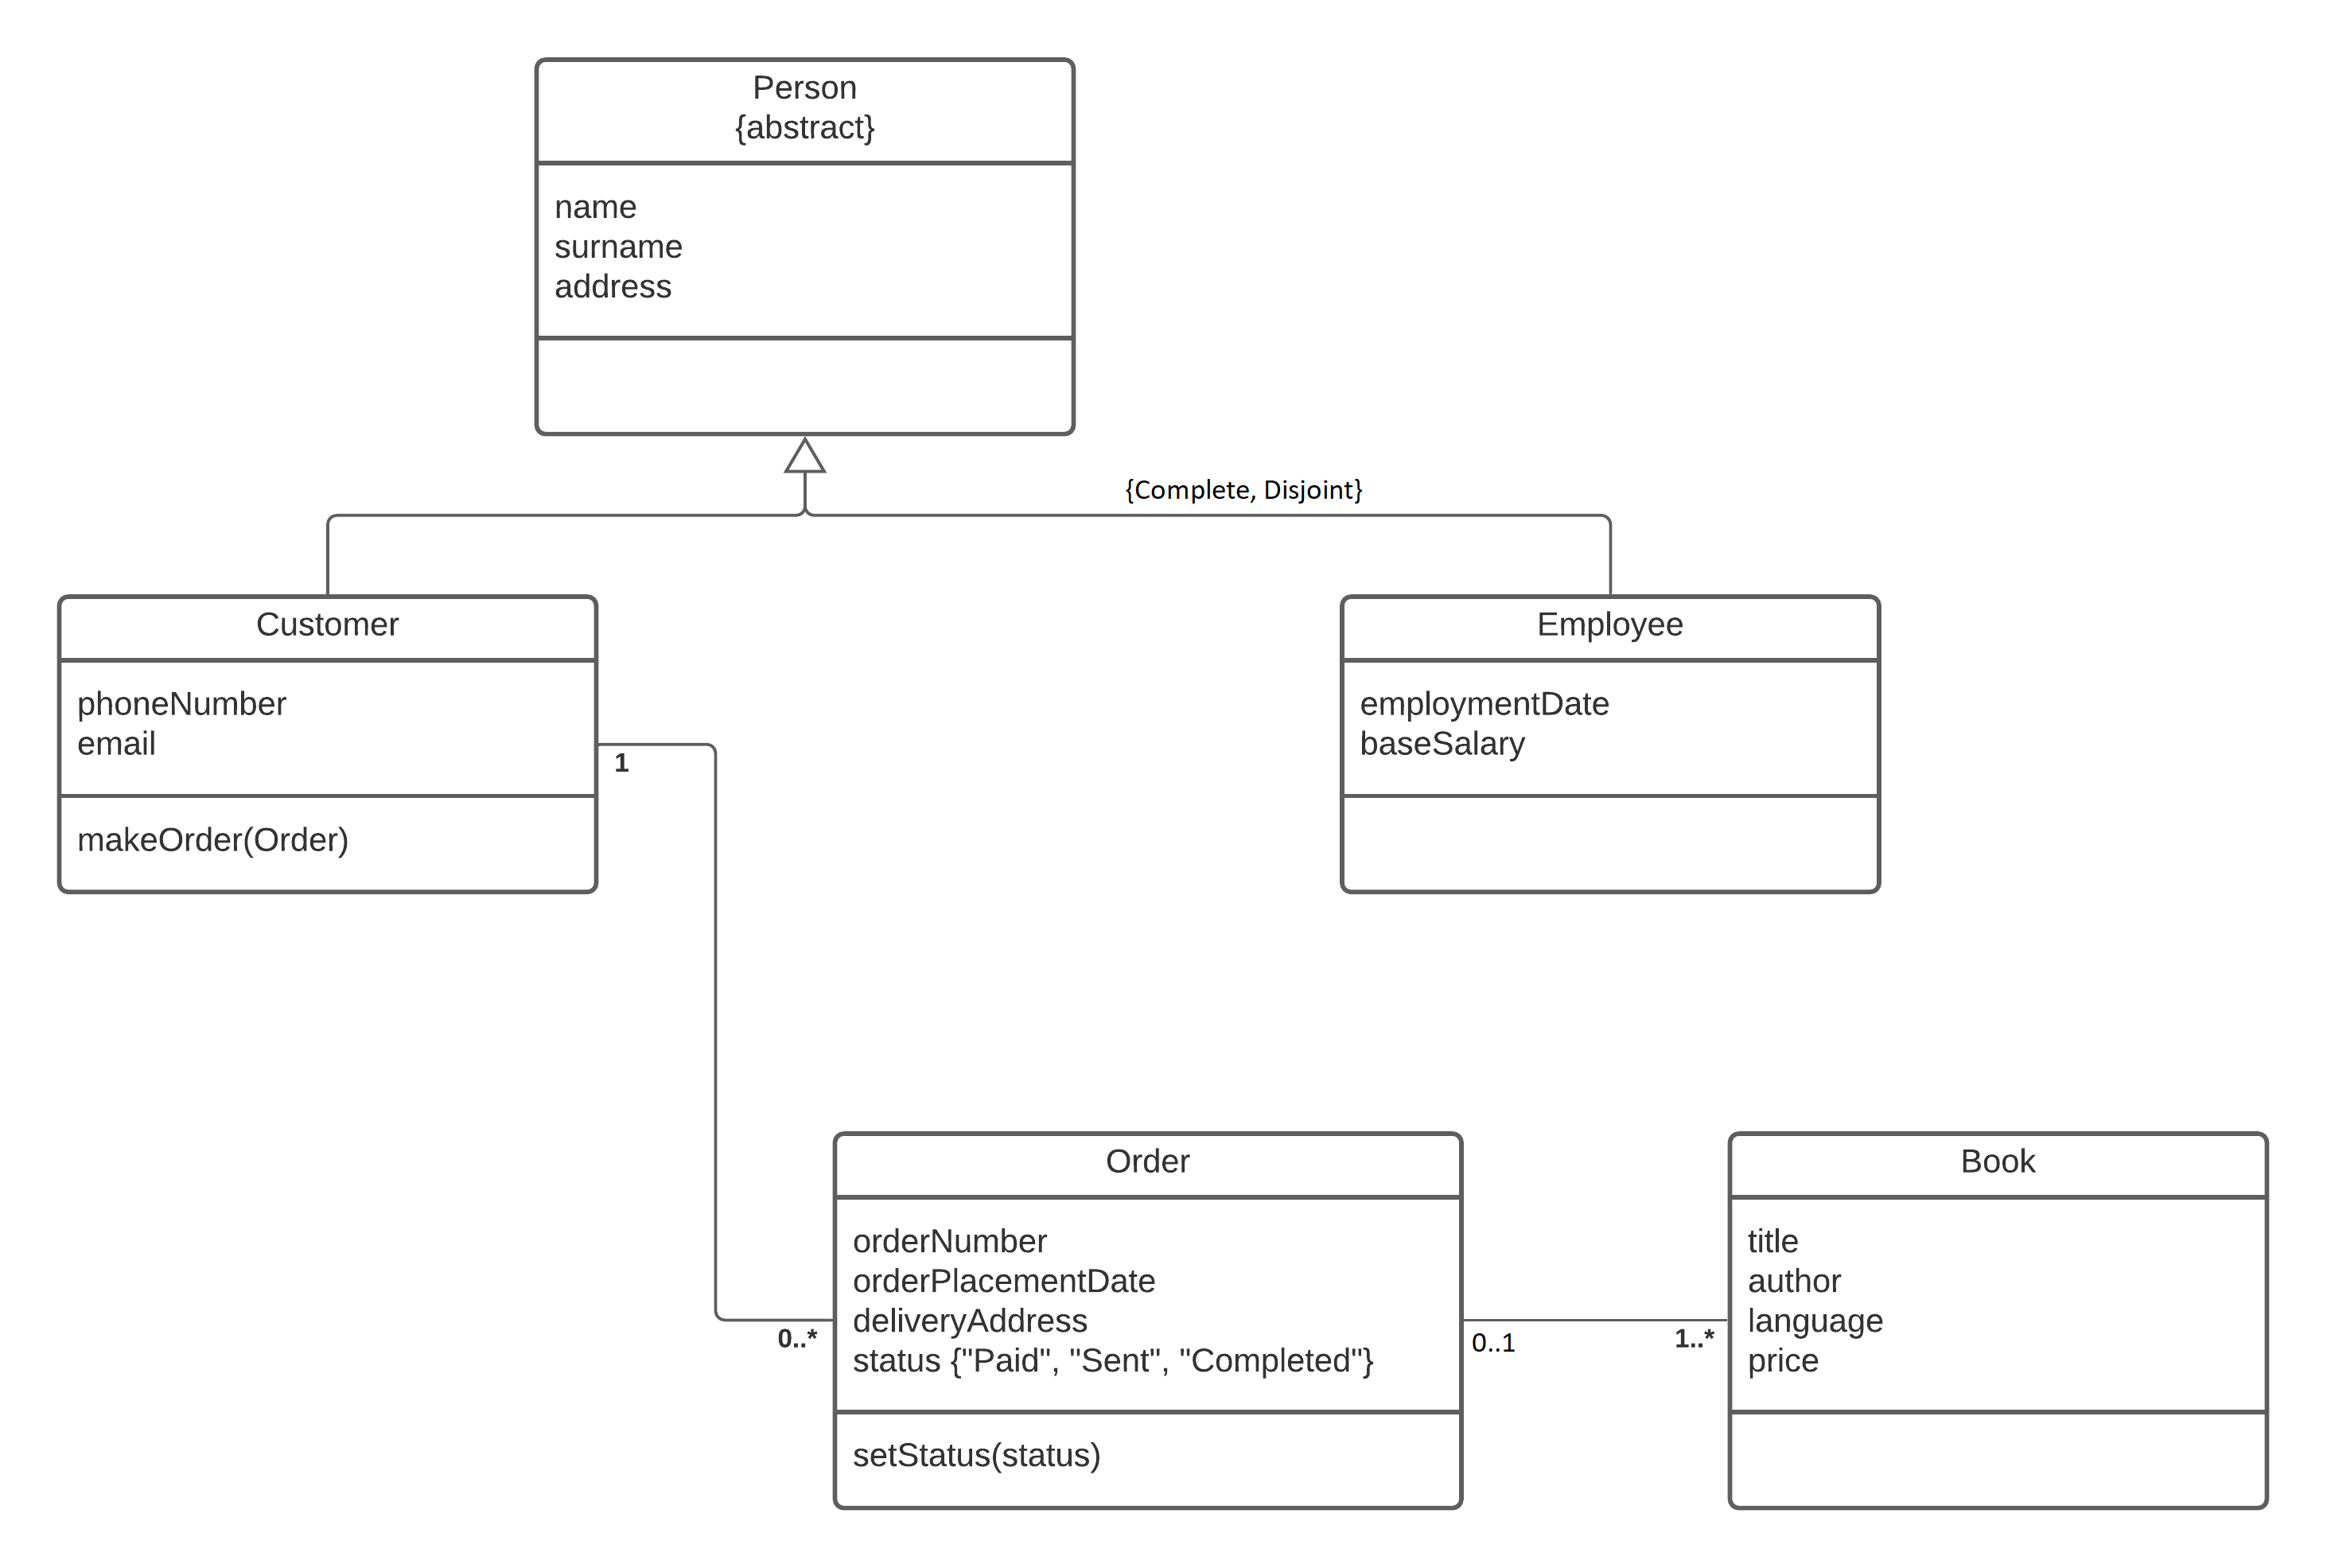 Person
{abstract}
name
surname
address
{Complete, Disjoint}
Customer
phoneNumber
email
makeOrder(Order)
1
Employee
employmentDate
baseSalary
0..*
Order
orderNumber
orderPlacementDate
deliveryAddress
status {"Paid", "Sent", "Completed"}
setStatus(status)
0..1
1..*
Book
title
author
language
price